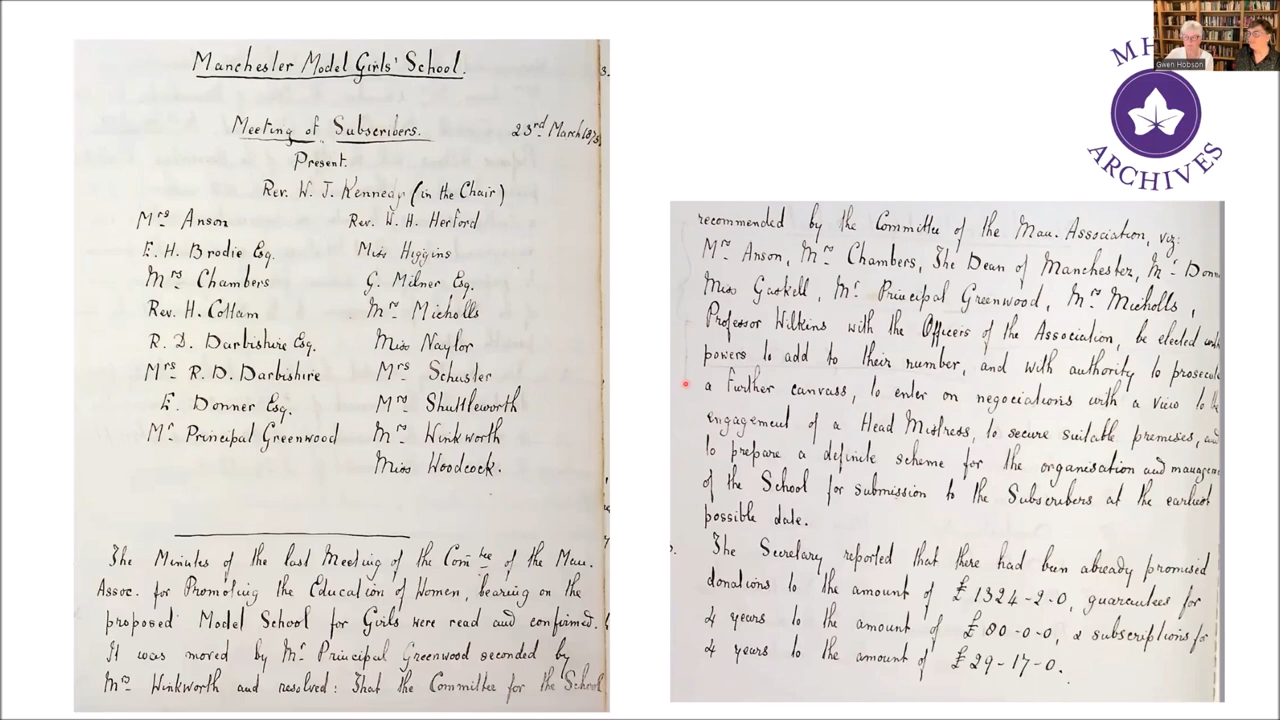 Manchester Model Girls' School.
Meeting of Subscribers.
23rd March 1873
Present.
Rev. W. J. Kennedy (in the Chair)
Mrs Anson
Rev. W. H. Herford
E. H. Brodie Esq.
Miss Higgins
Mrs Chambers
G. Milner Esq.
Rev. H. Cottam
Mrs Micholls
R. D. Darbishire Esq.
Miss Naylor
Mrs R. D. Darbishire
Mrs Schuster
E. Donner Esq.
Mrs Shuttleworth
Mr Principal Greenwood
Mrs Winkworth
Miss Woodcock.
The Minutes of the last Meeting of the Comtee of the Man.
Assoc. for Promoting the Education of Women, bearing on the
proposed Model School for Girls were read and confirmed.
It was moved by Mr Principal Greenwood seconded by
Mrs Winkworth and resolved: That the Committee for the School
recommended by the Committee of the Man. Association, viz:
Mrs Anson, Mrs Chambers, The Dean of Manchester, Mr Donn
Miss Gaskell, Mr Principal Greenwood, Mrs Micholls,
Professor Wilkins with the Officers of the Association, be elected with
powers to add to their number, and with authority to prosecute
a further canvass, to enter on negociations with a view to the
engagement of a Head Mistress, to secure suitable premises, and
to prepare a definite scheme for the organisation and managem
of the School for submission to the Subscribers at the earliest
possible date.
The Secretary reported that there had been already promised
donations to the amount of £1324-2-0, guarantees for
4 years to the amount of £80-0-0, & subscriptions for
4 years to the amount of £29-17-0.
ARCHIVES
Gwen Hobson